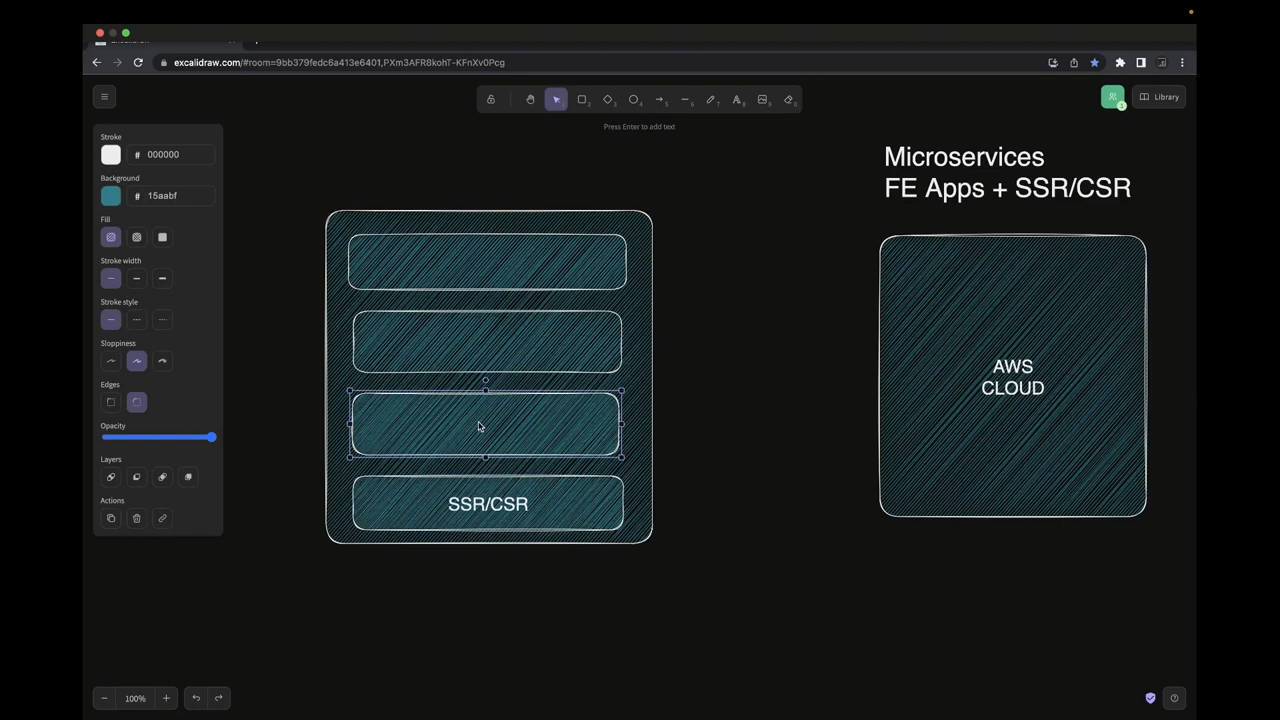 excalidraw.com/#room=9bb379fedc6a413e6401,PXm3AFR8kohT-KFnXv0Pcg
Library
Press Enter to add text
Stroke
# 000000
Background
# 15aabf
Fill
Stroke width
Stroke style
Sloppiness
Edges
Opacity
Layers
Actions
Microservices
FE Apps + SSR/CSR
AWS
CLOUD
SSR/CSR
100%